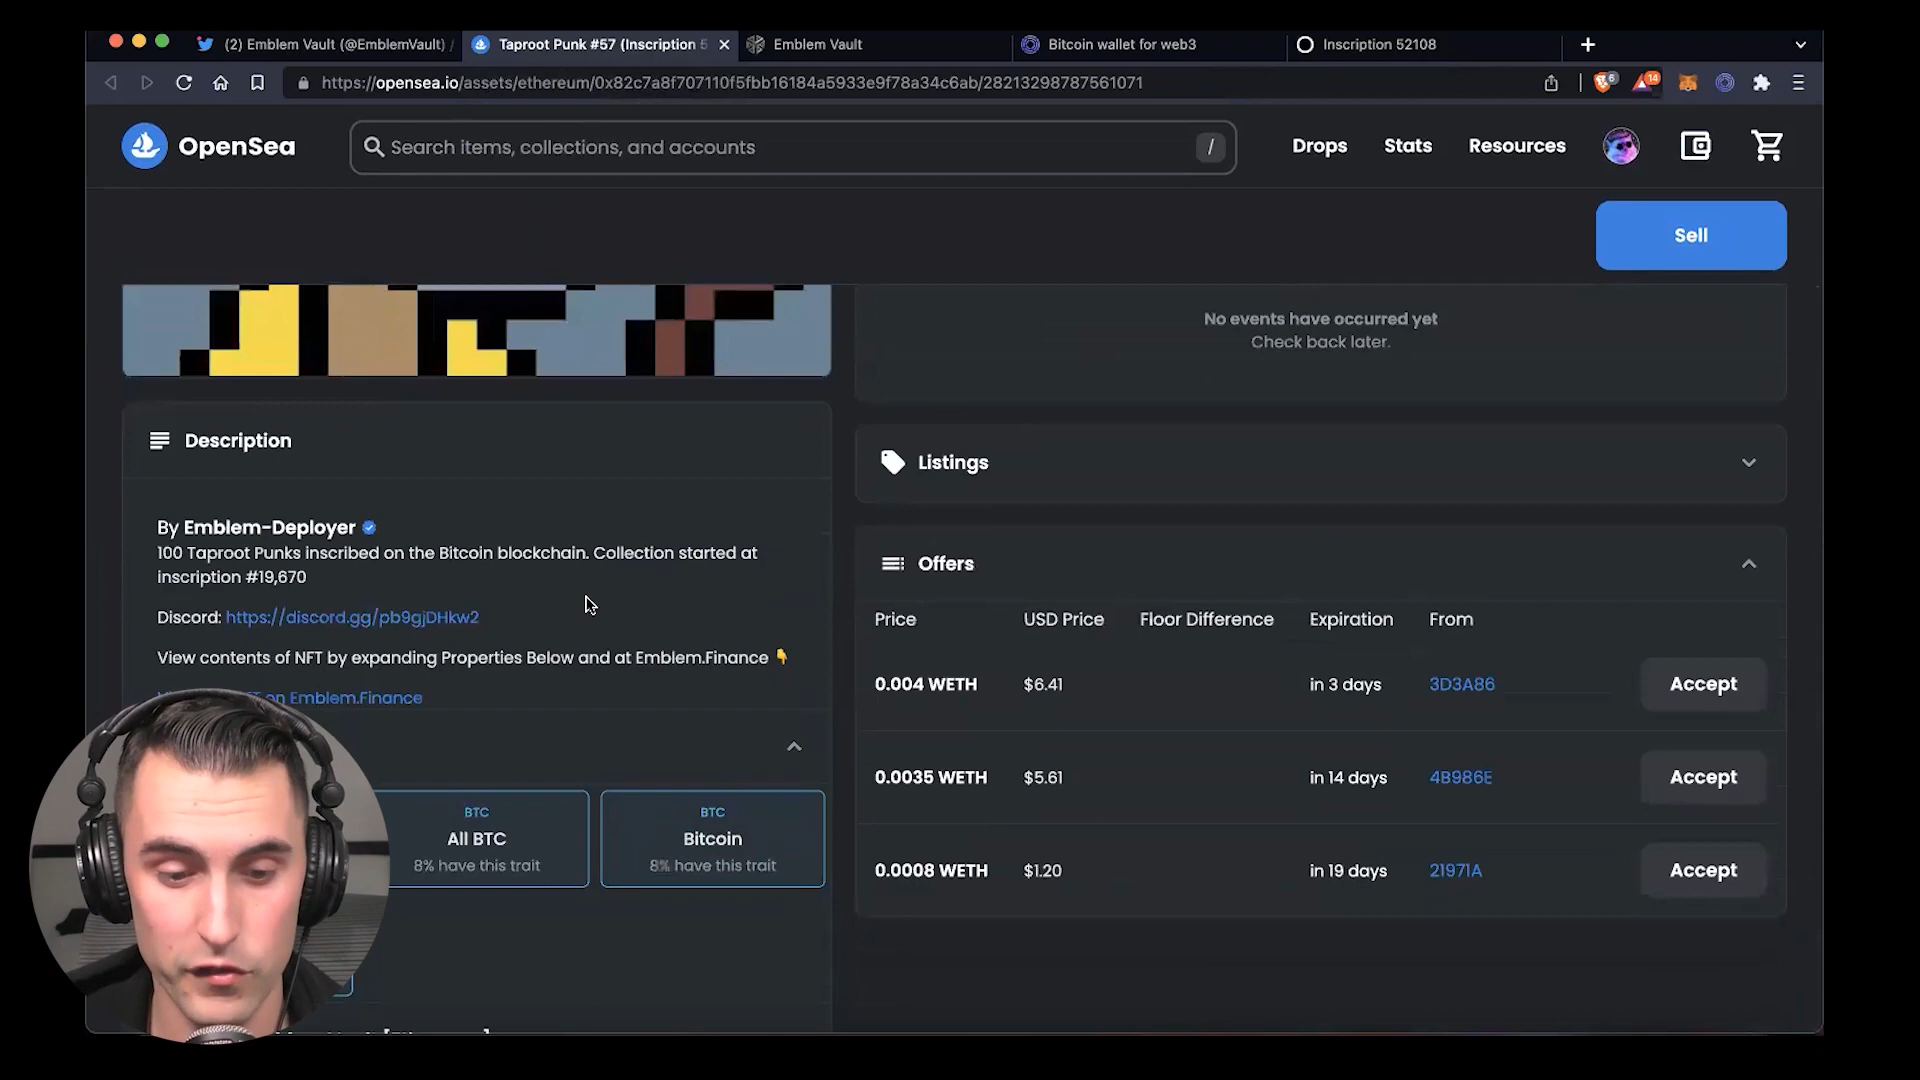 (2) Emblem Vault (@EmblemVault) /
Taproot Punk #57 (Inscription 5
Emblem Vault
Bitcoin wallet for web3
Inscription 52108
https://opensea.io/assets/ethereum/0x82c7a8f707110f5fbb16184a5933e9f78a34c6ab/28213298787561071
6
14
OpenSea
Search items, collections, and accounts
/
Drops
Stats
Resources
Sell
No events have occurred yet
Check back later.
Description
By Emblem-Deployer
100 Taproot Punks inscribed on the Bitcoin blockchain. Collection started at
inscription #19,670
Discord: https://discord.gg/pb9gjDHkw2
View contents of NFT by expanding Properties Below and at Emblem.Finance 👇
on Emblem.Finance
BTC
All BTC
8% have this trait
BTC
Bitcoin
8% have this trait
Listings
Offers
Price
USD Price
Floor Difference
Expiration
From
0.004 WETH
$6.41
in 3 days
3D3A86
Accept
0.0035 WETH
$5.61
in 14 days
4B986E
Accept
0.0008 WETH
$1.20
in 19 days
21971A
Accept